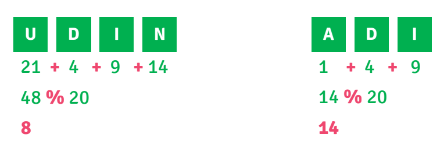 U D I N
21 + 4 + 9 + 14
48 % 20
8
A D I
1 + 4 + 9
14 % 20
14